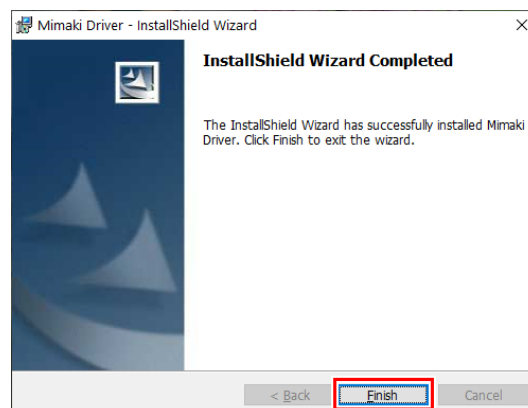 Mimaki Driver - InstallShield Wizard
InstallShield Wizard Completed
The InstallShield Wizard has successfully installed Mimaki
Driver. Click Finish to exit the wizard.
< Back
Finish
Cancel